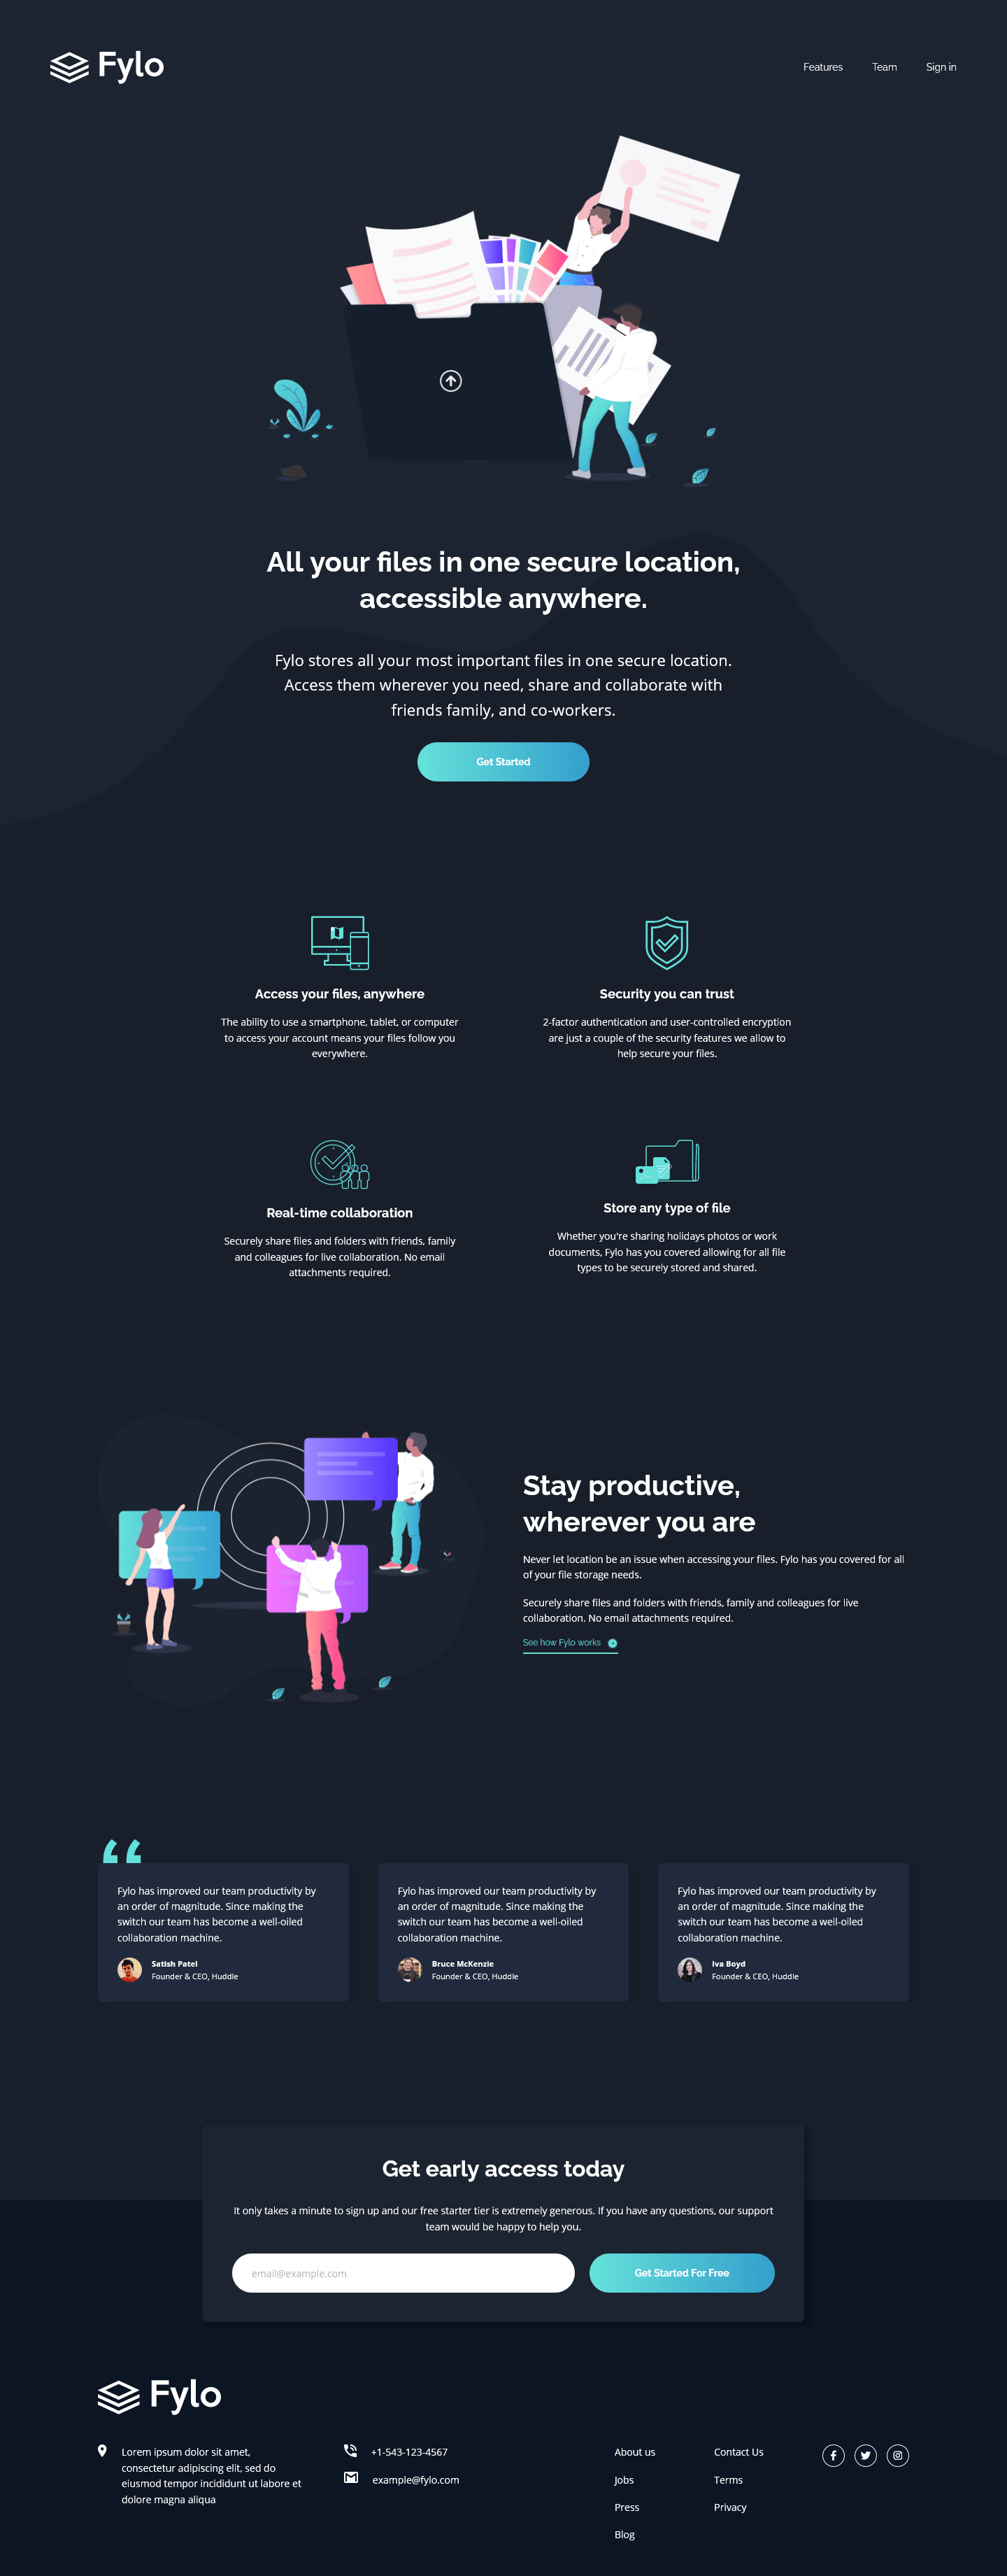 Fylo
Features Team Sign in
All your files in one secure location,
accessible anywhere.
Fylo stores all your most important files in one secure location.
Access them wherever you need, share and collaborate with
friends family, and co-workers.
Get Started
Access your files, anywhere
The ability to use a smartphone, tablet, or computer
to access your account means your files follow you
everywhere.
Security you can trust
2-factor authentication and user-controlled encryption
are just a couple of the security features we allow to
help secure your files.
Real-time collaboration
Securely share files and folders with friends, family
and colleagues for live collaboration. No email
attachments required.
Store any type of file
Whether you're sharing holidays photos or work
documents, Fylo has you covered allowing for all file
types to be securely stored and shared.
Stay productive,
wherever you are
Never let location be an issue when accessing your files. Fylo has you covered for all
of your file storage needs.
Securely share files and folders with friends, family and colleagues for live
collaboration. No email attachments required.
See how Fylo works
Fylo has improved our team productivity by
an order of magnitude. Since making the
switch our team has become a well-oiled
collaboration machine.
Satish Patel
Founder & CEO, Huddle
Fylo has improved our team productivity by
an order of magnitude. Since making the
switch our team has become a well-oiled
collaboration machine.
Bruce McKenzie
Founder & CEO, Huddle
Fylo has improved our team productivity by
an order of magnitude. Since making the
switch our team has become a well-oiled
collaboration machine.
Iva Boyd
Founder & CEO, Huddle
Get early access today
It only takes a minute to sign up and our free starter tier is extremely generous. If you have any questions, our support
team would be happy to help you.
email@example.com
Get Started For Free
Fylo
Lorem ipsum dolor sit amet,
consectetur adipiscing elit, sed do
eiusmod tempor incididunt ut labore et
dolore magna aliqua
+1-543-123-4567
example@fylo.com
About us
Jobs
Press
Blog
Contact Us
Terms
Privacy